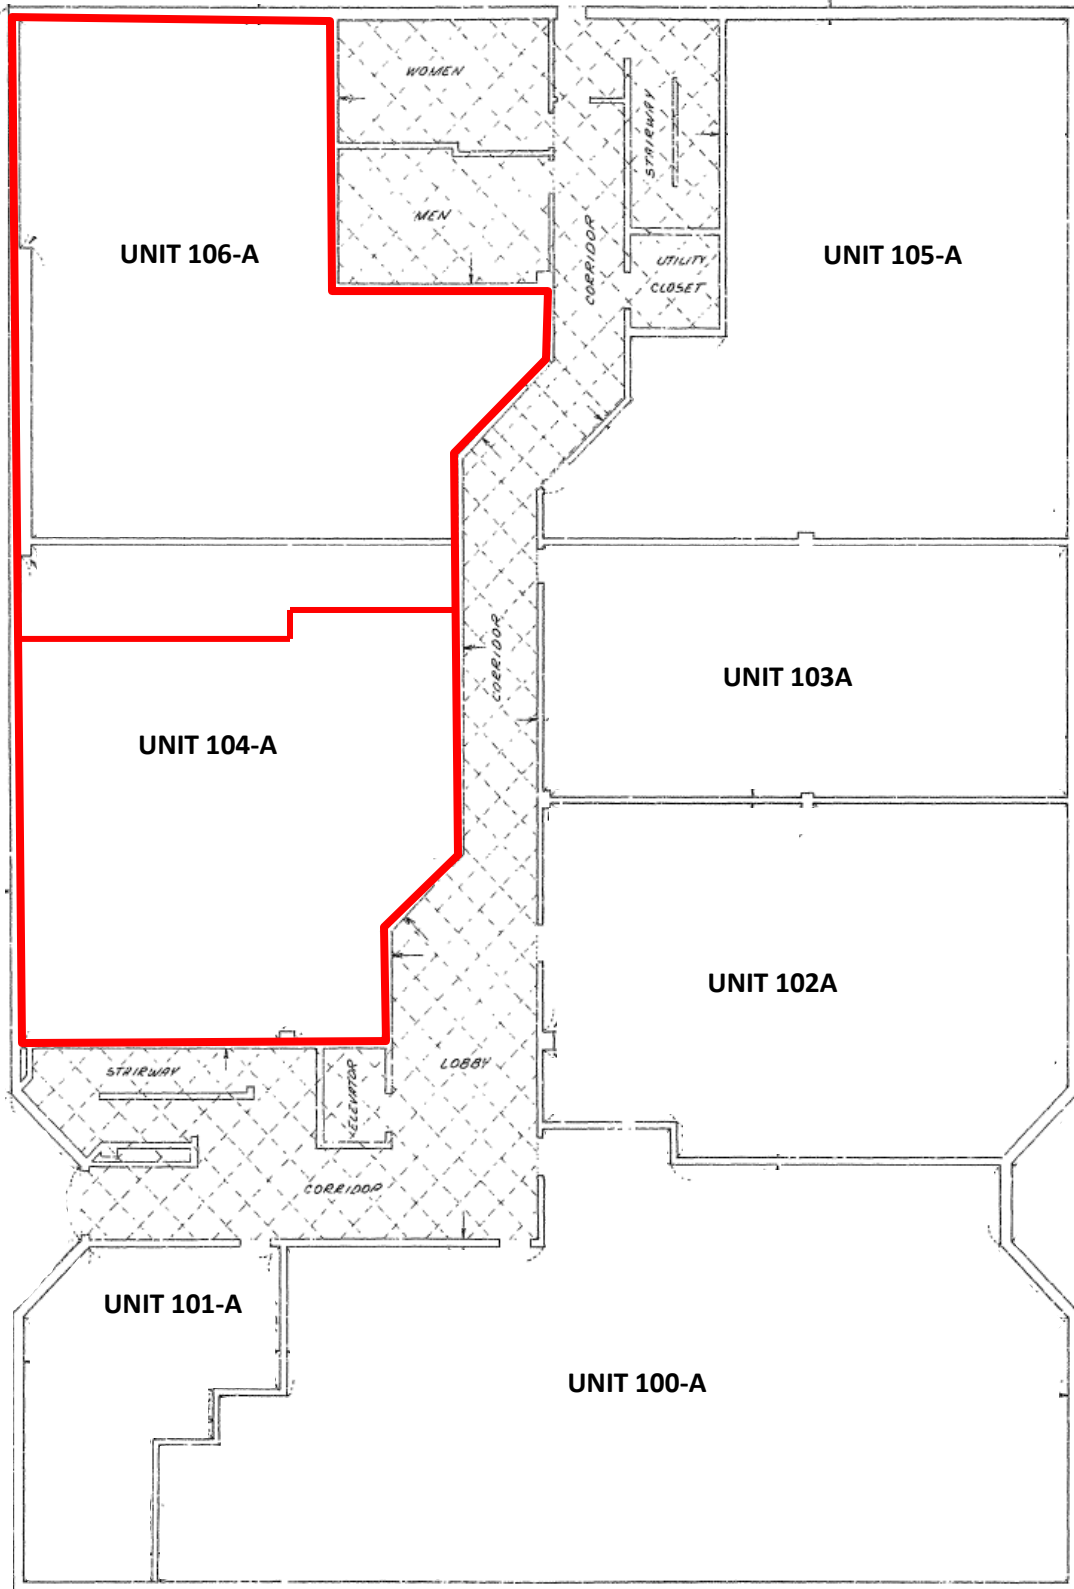 WOMEN
STAIRWAY
MEN
UNIT 106-A
CORRIDOR
UTILITY
CLOSET
UNIT 105-A
CORRIDOR
UNIT 103A
UNIT 104-A
UNIT 102A
STAIRWAY
ELEVATOR
LOBBY
CORRIDOR
UNIT 101-A
UNIT 100-A